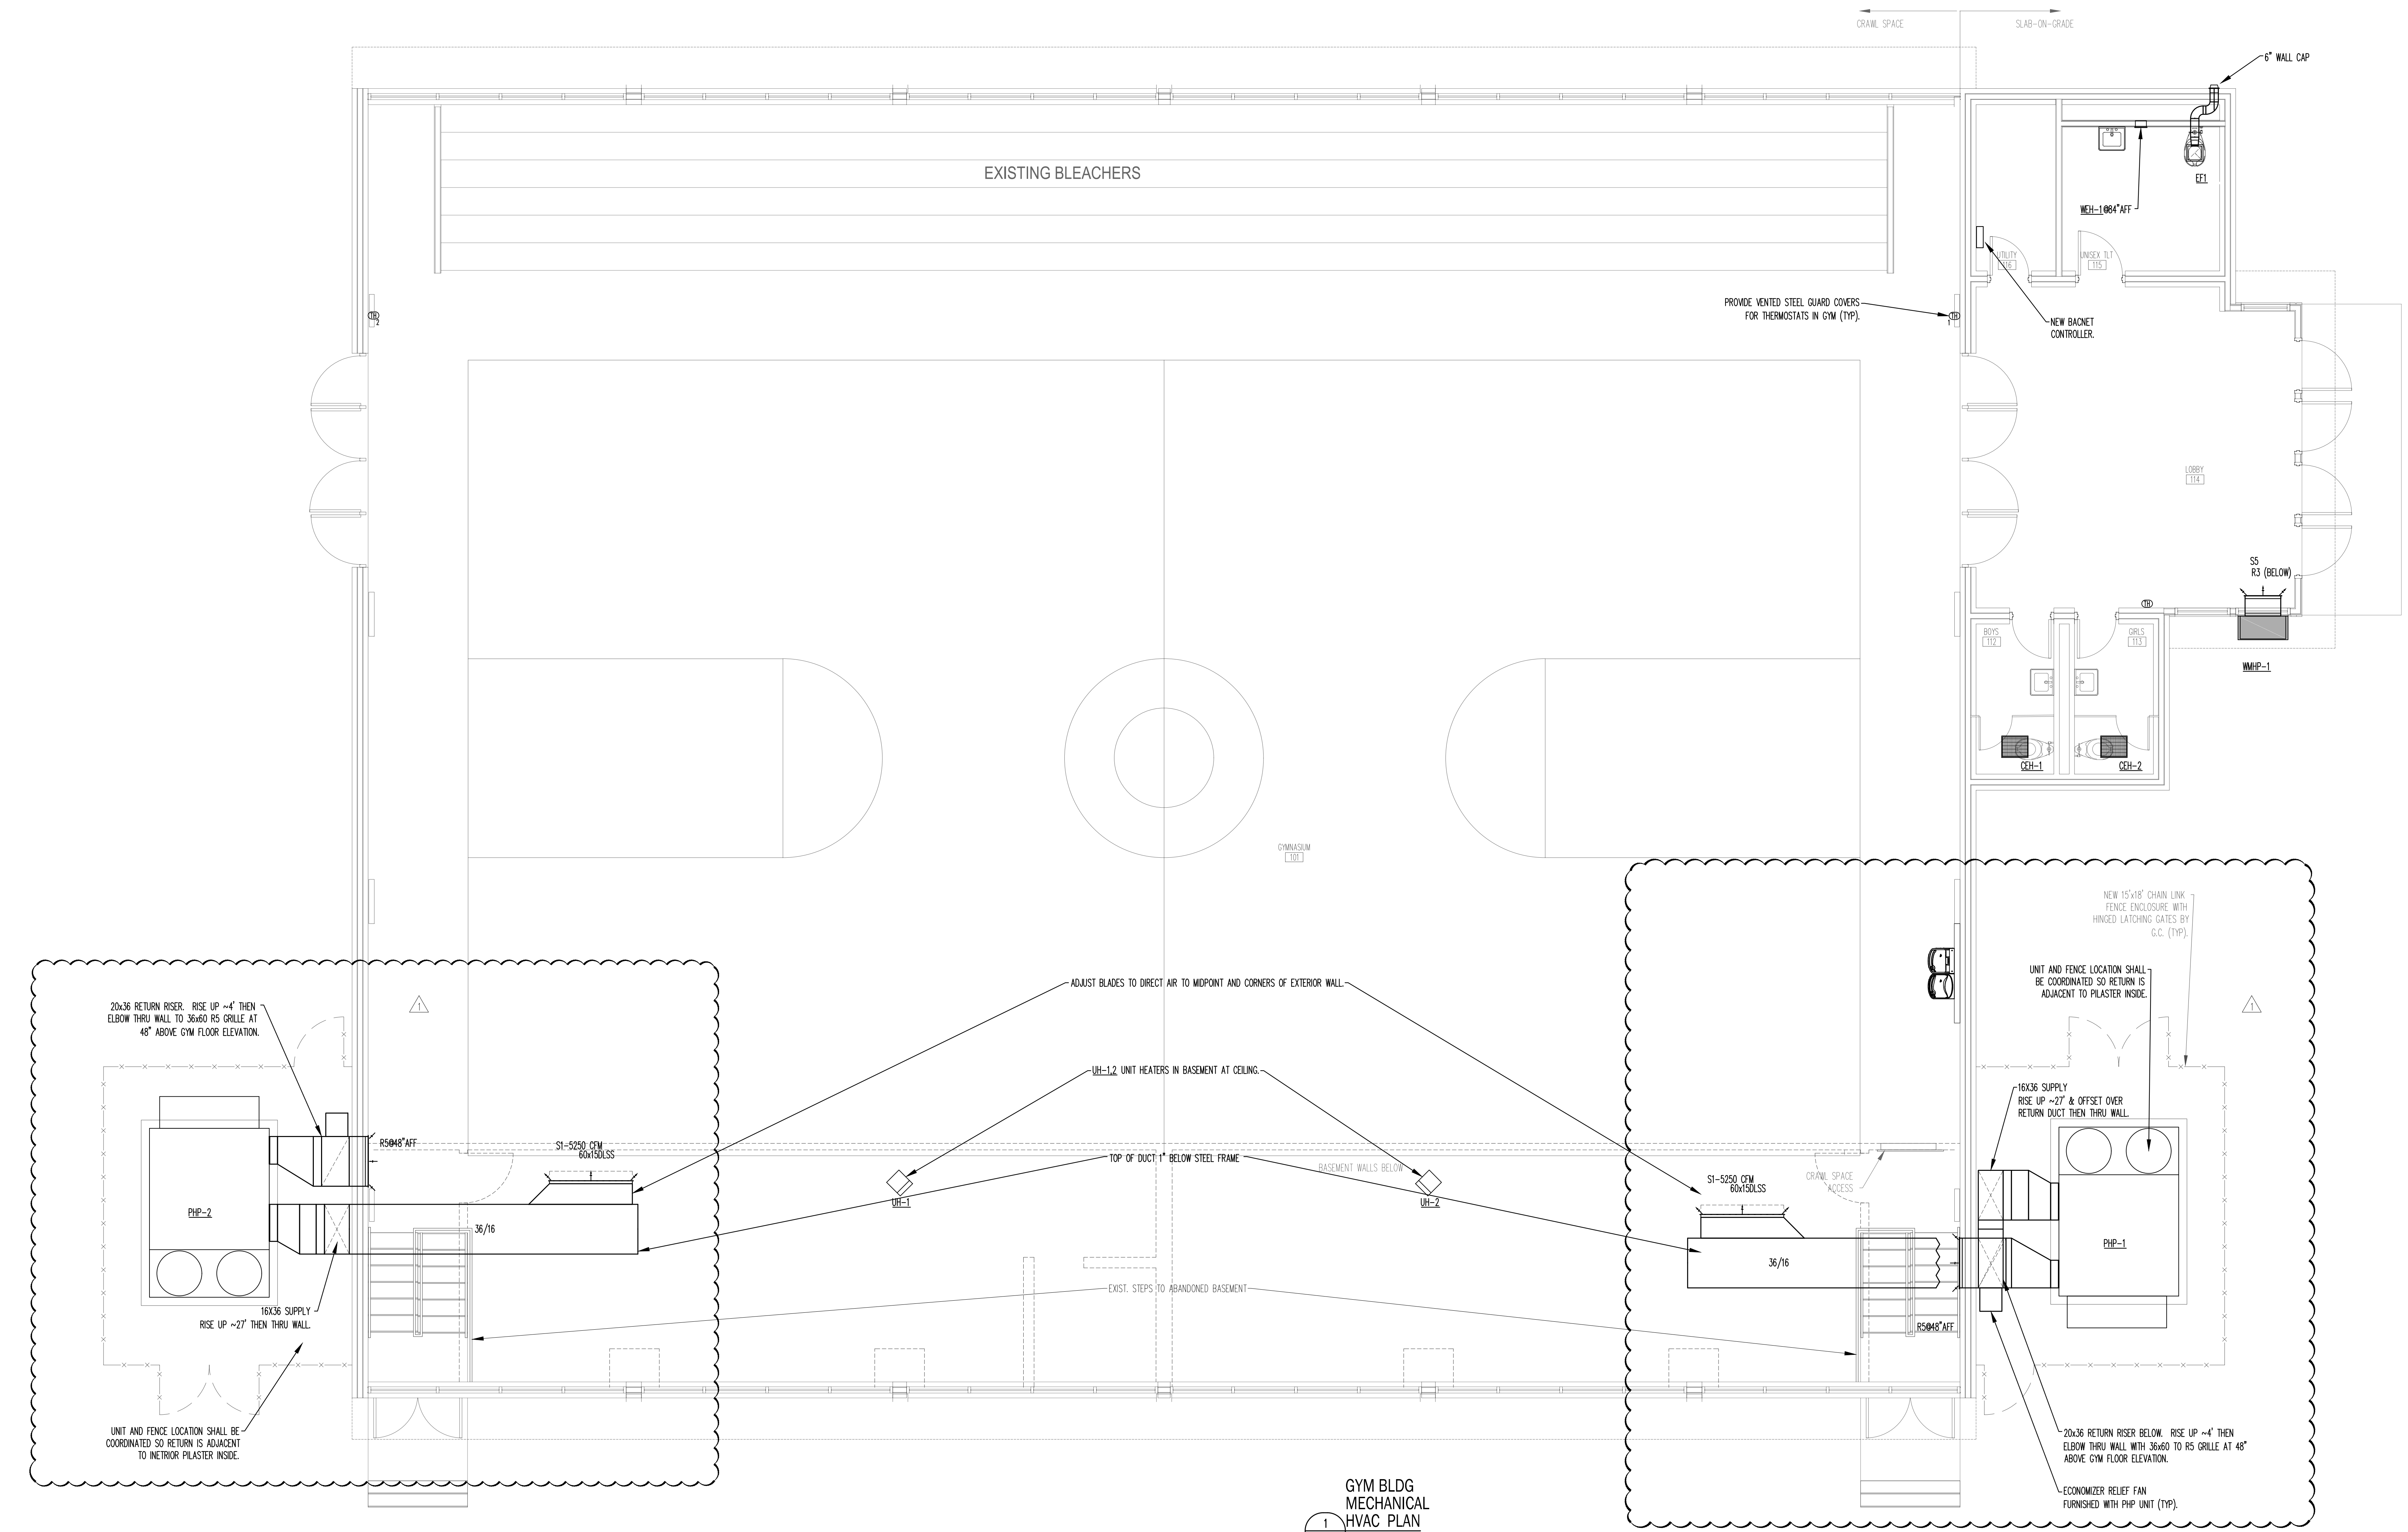 CRAWL SPACE
SLAB-ON-GRADE
6" WALL CAP
EXISTING BLEACHERS
EF1
WEH-1@84"AFF
UTILITY
116
UNISEX TLT
115
PROVIDE VENTED STEEL GUARD COVERS
FOR THERMOSTATS IN GYM (TYP).
TH
2
TH
1
NEW BACNET
CONTROLLER.
LOBBY
114
S5
R3 (BELOW)
TH
BOYS
112
GIRLS
113
WMHP-1
CEH-1
CEH-2
GYMNASIUM
101
NEW 15'x18' CHAIN LINK
FENCE ENCLOSURE WITH
HINGED LATCHING GATES BY
G.C. (TYP).
UNIT AND FENCE LOCATION SHALL
BE COORDINATED SO RETURN IS
ADJACENT TO PILASTER INSIDE.
1
1
20x36 RETURN RISER. RISE UP ~4' THEN
ELBOW THRU WALL TO 36x60 R5 GRILLE AT
48" ABOVE GYM FLOOR ELEVATION.
ADJUST BLADES TO DIRECT AIR TO MIDPOINT AND CORNERS OF EXTERIOR WALL.
UH-1,2 UNIT HEATERS IN BASEMENT AT CEILING.
16X36 SUPPLY
RISE UP ~27' & OFFSET OVER
RETURN DUCT THEN THRU WALL.
R5@48"AFF
S1-5250 CFM
60x15DLSS
TOP OF DUCT 1" BELOW STEEL FRAME
BASEMENT WALLS BELOW
CRAWL SPACE
ACCESS
S1-5250 CFM
60x15DLSS
UH-1
UH-2
PHP-2
36/16
PHP-1
36/16
EXIST. STEPS TO ABANDONED BASEMENT
16X36 SUPPLY
RISE UP ~27' THEN THRU WALL.
R5@48"AFF
UNIT AND FENCE LOCATION SHALL BE
COORDINATED SO RETURN IS ADJACENT
TO INETRIOR PILASTER INSIDE.
20x36 RETURN RISER BELOW. RISE UP ~4' THEN
ELBOW THRU WALL WITH 36x60 TO R5 GRILLE AT 48"
ABOVE GYM FLOOR ELEVATION.
ECONOMIZER RELIEF FAN
FURNISHED WITH PHP UNIT (TYP).
GYM BLDG
MECHANICAL
1 HVAC PLAN